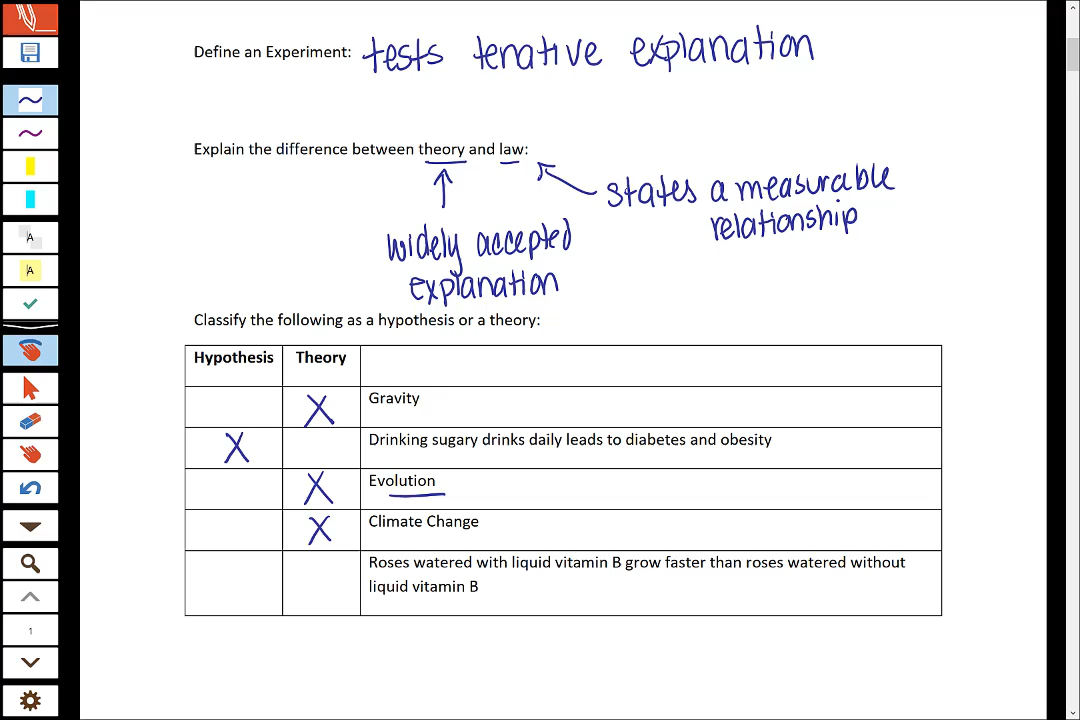 Define an Experiment: tests tenative explanation
Explain the difference between theory and law:
states a measurable
relationship
widely accepted
explanation
Classify the following as a hypothesis or a theory:
Hypothesis Theory
X Gravity
X Drinking sugary drinks daily leads to diabetes and obesity
X Evolution
X Climate Change
Roses watered with liquid vitamin B grow faster than roses watered without
liquid vitamin B
A
A
1